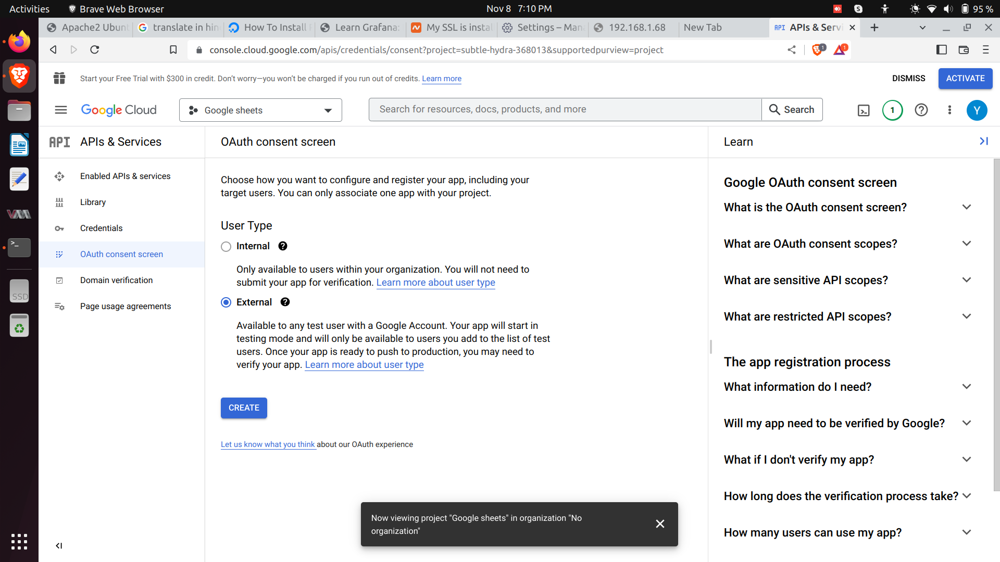 Activities
Brave Web Browser
Nov 8 7:10 PM
95 %
Apache2 Ubunt
translate in hin
How To Install
Learn Grafana:
My SSL is instal
Settings – Man
192.168.1.68
New Tab
API APIs & Servi
console.cloud.google.com/apis/credentials/consent?project=subtle-hydra-368013&supportedpurview=project
1
1
Start your Free Trial with $300 in credit. Don’t worry—you won’t be charged if you run out of credits. Learn more
DISMISS
ACTIVATE
Google Cloud
Google sheets
Search for resources, docs, products, and more
Search
1
Y
API APIs & Services
Enabled APIs & services
Library
Credentials
OAuth consent screen
Domain verification
Page usage agreements
SSD
OAuth consent screen
Choose how you want to configure and register your app, including your
target users. You can only associate one app with your project.
User Type
Internal
Only available to users within your organization. You will not need to
submit your app for verification. Learn more about user type
External
Available to any test user with a Google Account. Your app will start in
testing mode and will only be available to users you add to the list of test
users. Once your app is ready to push to production, you may need to
verify your app. Learn more about user type
CREATE
Let us know what you think about our OAuth experience
Now viewing project "Google sheets" in organization "No
organization"
Learn
Google OAuth consent screen
What is the OAuth consent screen?
What are OAuth consent scopes?
What are sensitive API scopes?
What are restricted API scopes?
The app registration process
What information do I need?
Will my app need to be verified by Google?
What if I don't verify my app?
How long does the verification process take?
How many users can use my app?